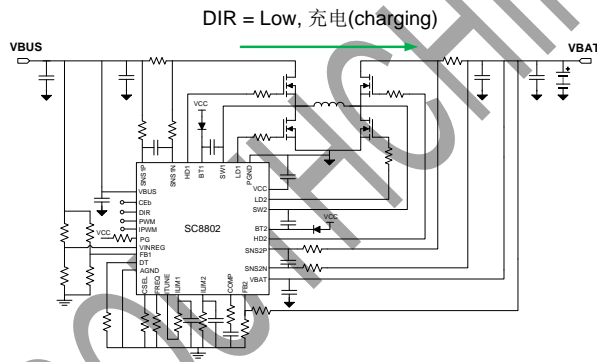 DIR = Low, 充电(charging)
VBUS
VBAT
VCC
SNS1P
SNS1N
HD1
BT1
SW1
LD1
PGND
VBUS
CEb
DIR
PWM
IPWM
VCC
PG
VINREG
FB1
DT
AGND
SC8802
VCC
LD2
SW2
BT2
VCC
HD2
SNS2P
SNS2N
VBAT
CSEL
FREQ
ITUNE
ILIM1
ILIM2
COMP
FB2